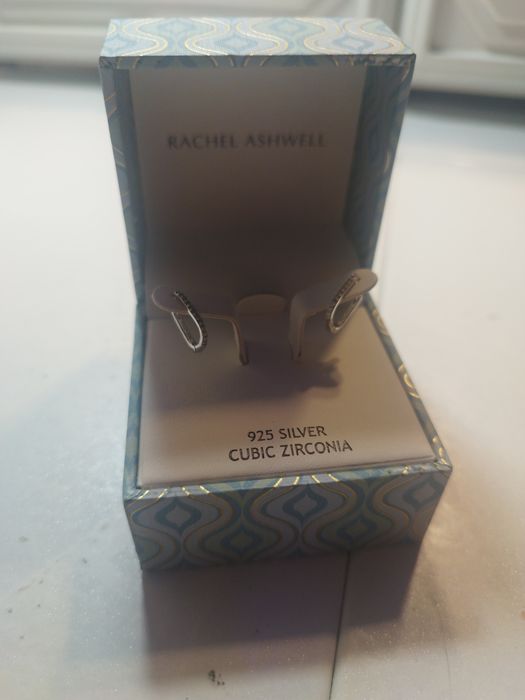 RACHEL ASHWELL
925 SILVER
CUBIC ZIRCONIA